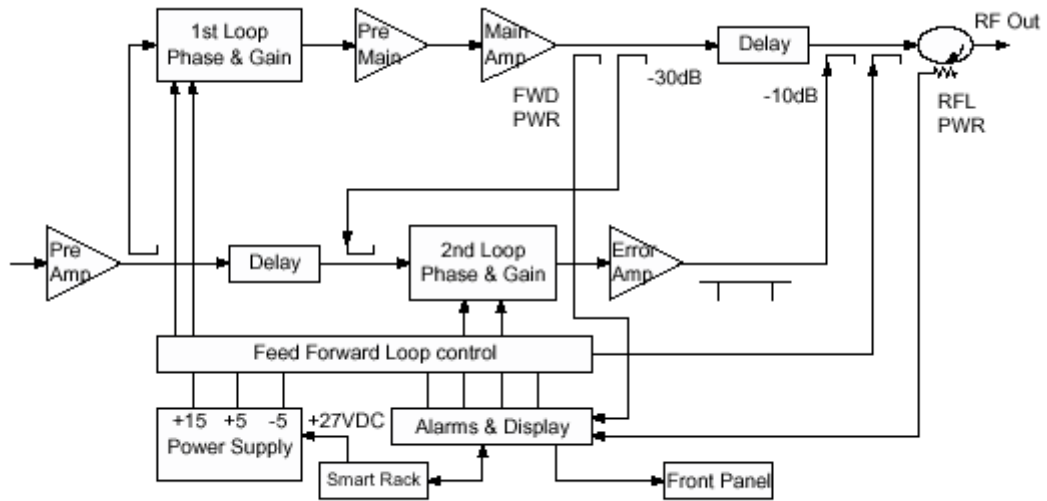 1st Loop
Phase & Gain
Pre
Main
Main
Amp
Delay
RF Out
FWD
PWR
-30dB
-10dB
RFL
PWR
Pre
Amp
Delay
2nd Loop
Phase & Gain
Error
Amp
Feed Forward Loop control
+15 +5 -5
Power Supply
+27VDC
Alarms & Display
Smart Rack
Front Panel